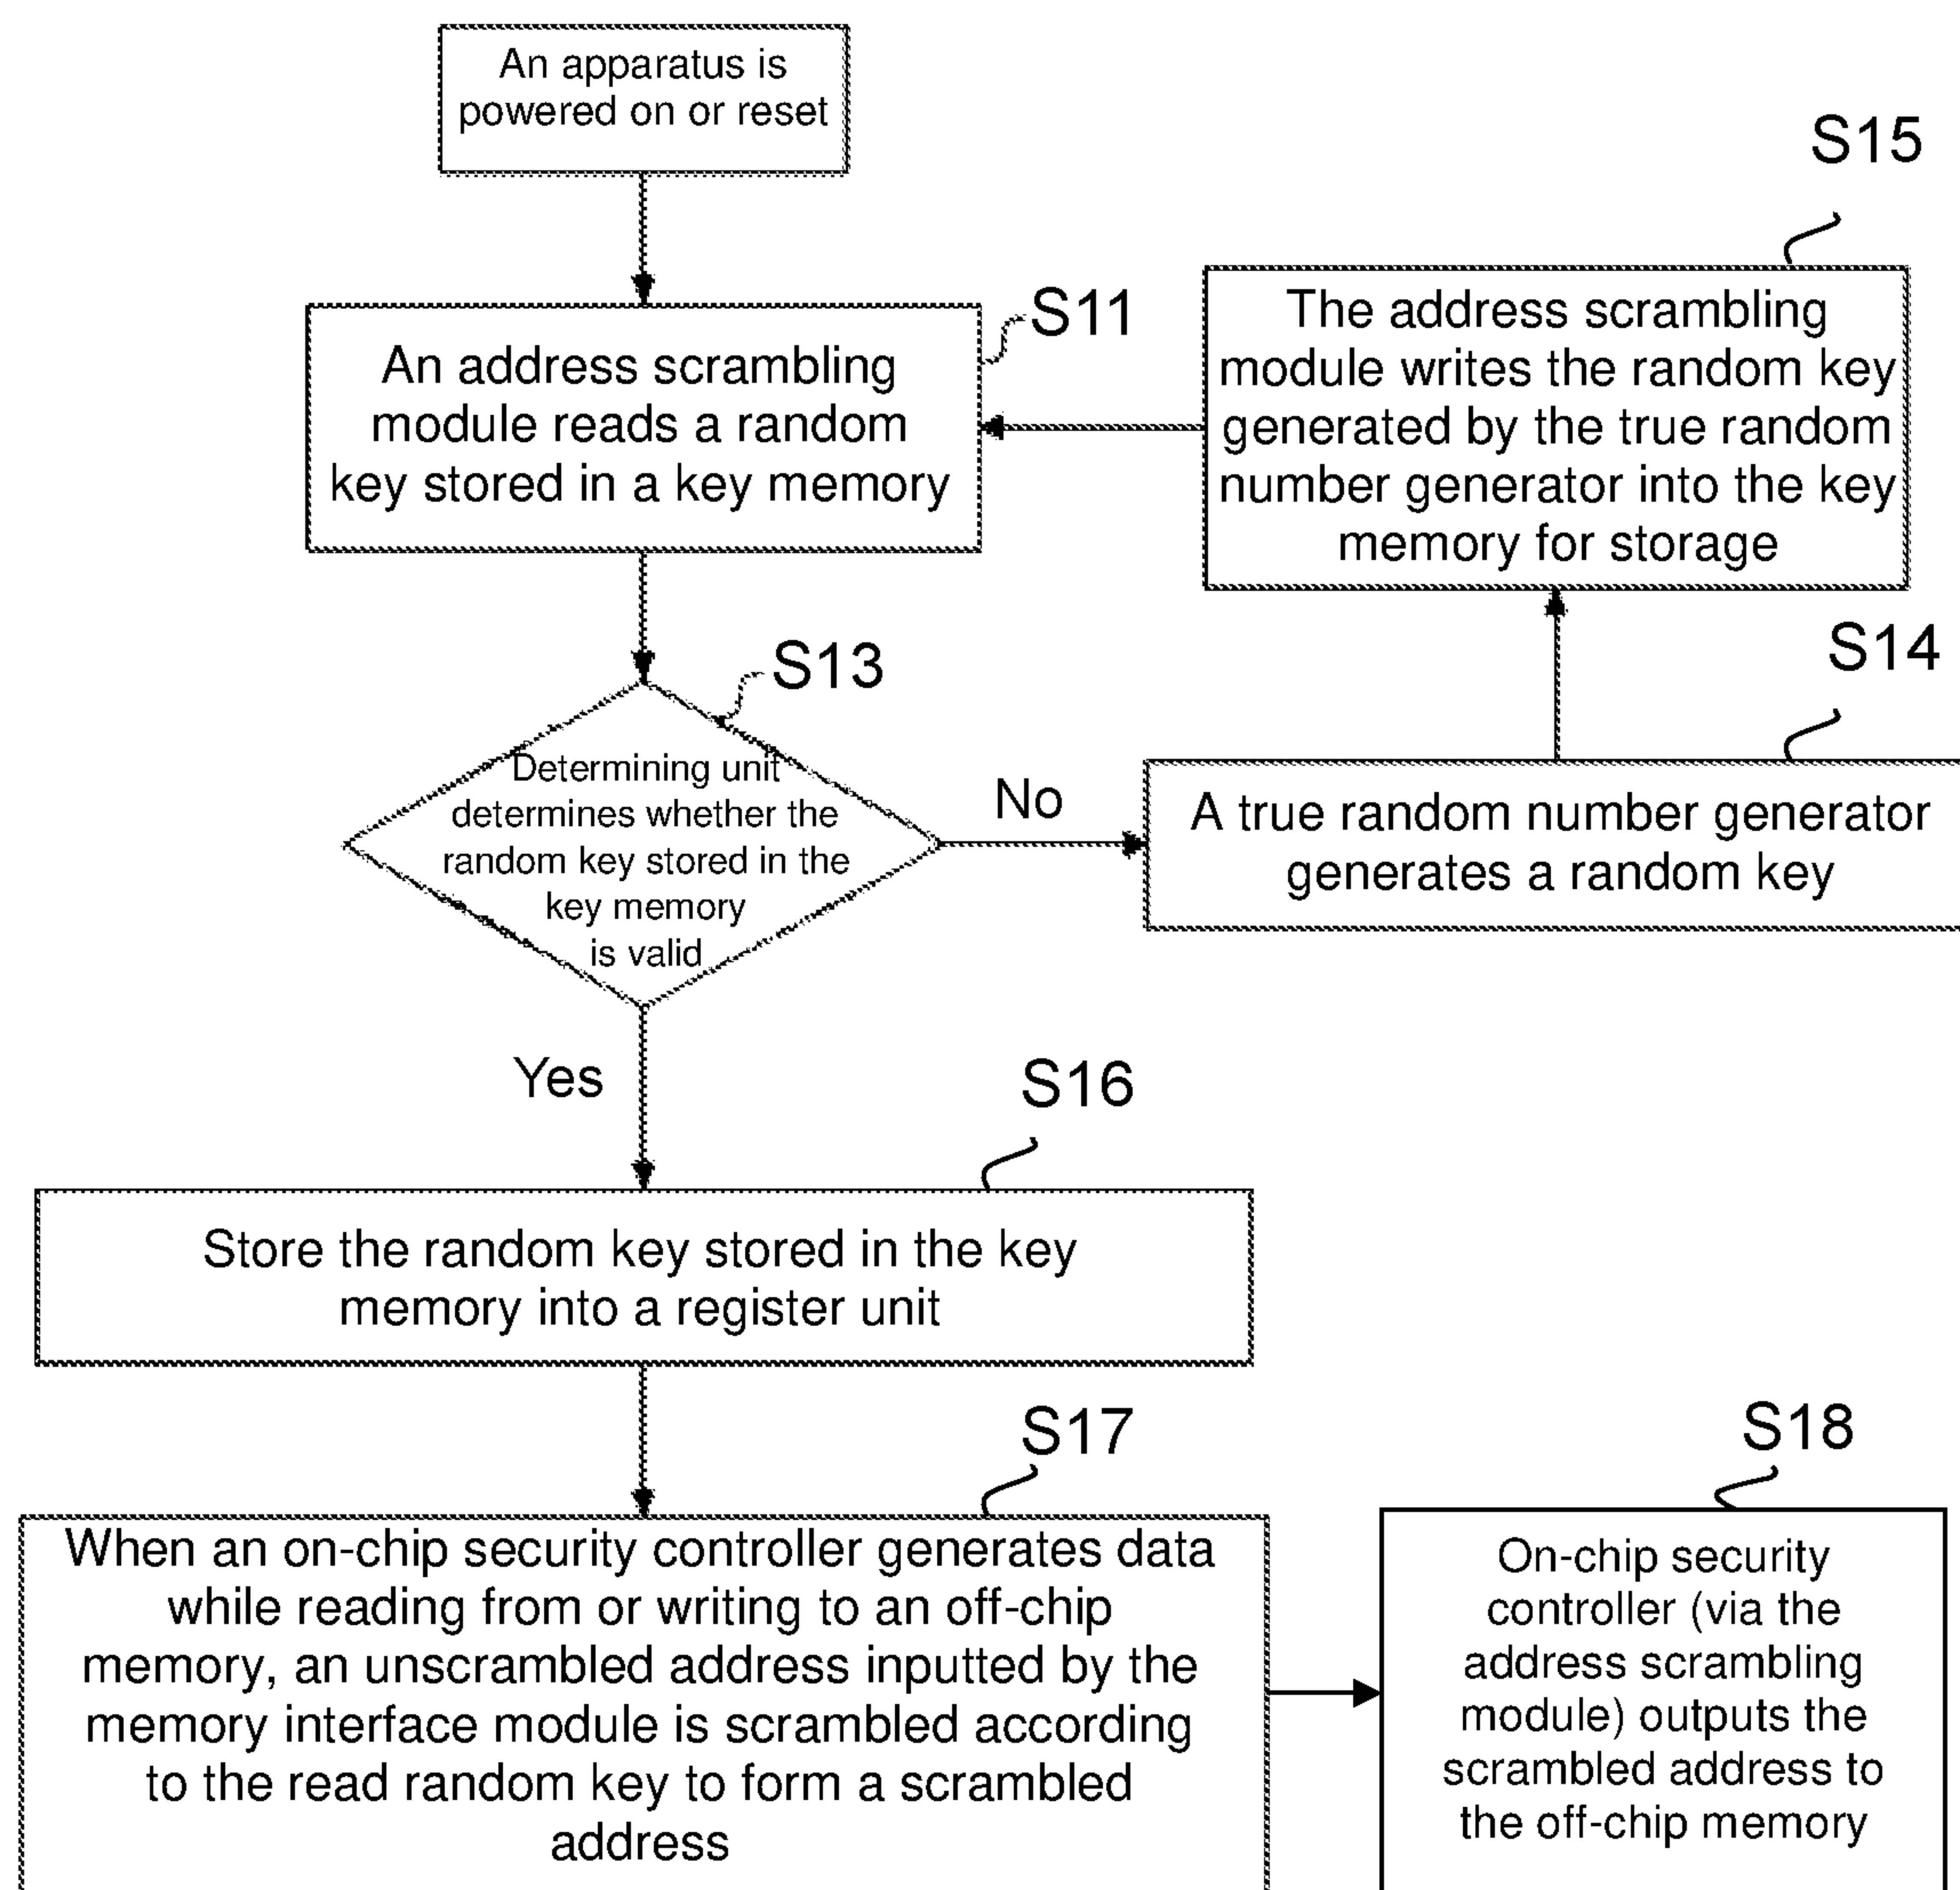 An apparatus is
powered on or reset
S15
S11
An address scrambling
module reads a random
key stored in a key memory
The address scrambling
module writes the random key
generated by the true random
number generator into the key
memory for storage
S13
S14
Determining unit
determines whether the
random key stored in the
key memory
is valid
No
A true random number generator
generates a random key
Yes
S16
Store the random key stored in the key
memory into a register unit
S17
S18
When an on-chip security controller generates data
while reading from or writing to an off-chip
memory, an unscrambled address inputted by the
memory interface module is scrambled according
to the read random key to form a scrambled
address
On-chip security
controller (via the
address scrambling
module) outputs the
scrambled address to
the off-chip memory